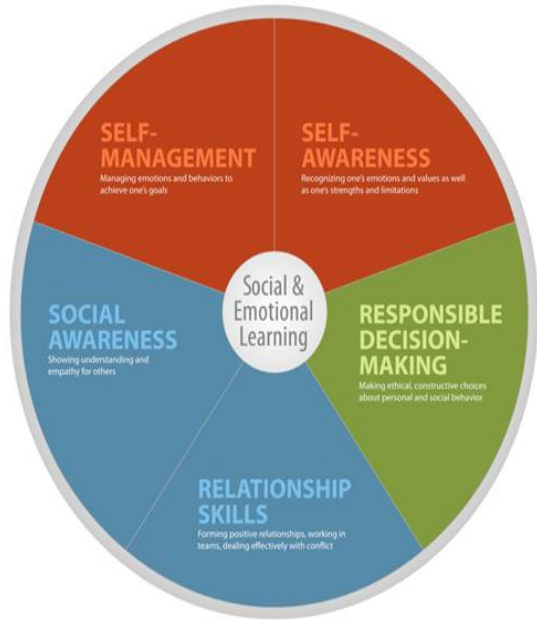 SELF-
MANAGEMENT
Managing emotions and behaviors to
achieve one's goals
SELF-
AWARENESS
Recognizing one's emotions and values as well
as one's strengths and limitations
Social &
Emotional
Learning
SOCIAL
AWARENESS
Showing understanding and
empathy for others
RESPONSIBLE
DECISION-
MAKING
Making ethical, constructive choices
about personal and social behavior
RELATIONSHIP
SKILLS
Forming positive relationships, working in
teams, dealing effectively with conflict